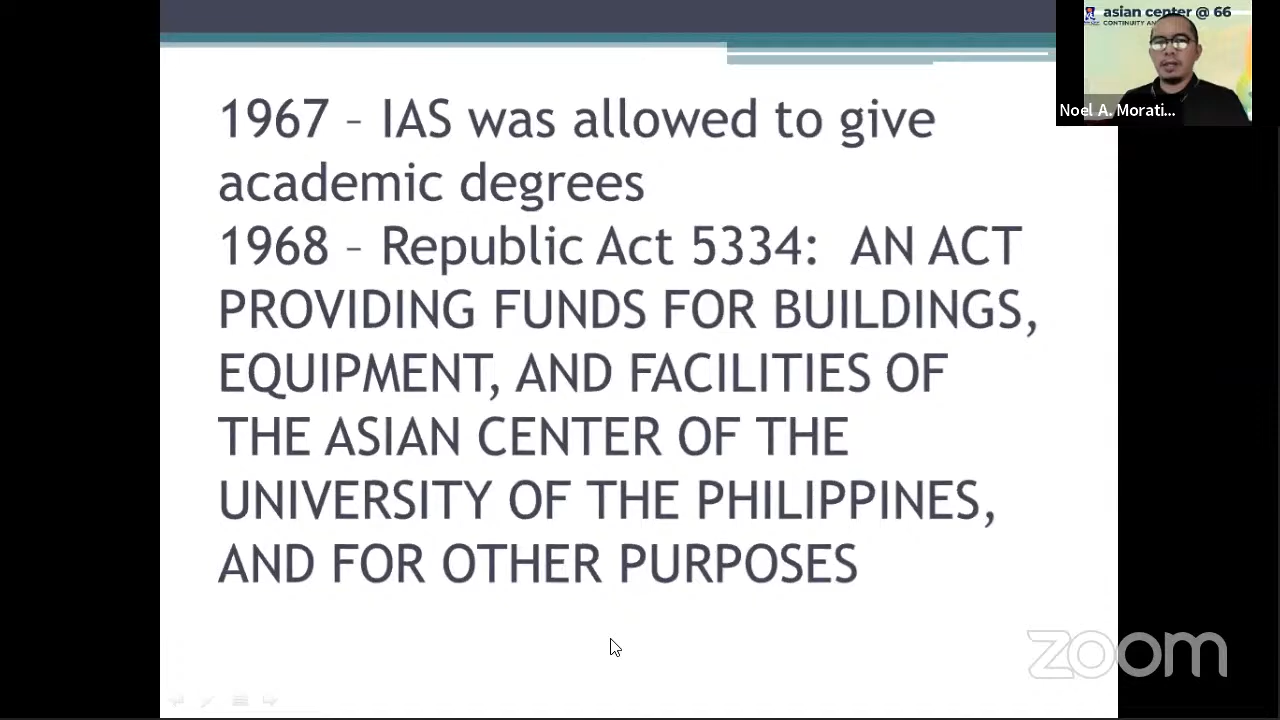 asian center @ 66
CONTINUITY AN
Noel A. Morati...
1967 – IAS was allowed to give
academic degrees
1968 – Republic Act 5334:  AN ACT
PROVIDING FUNDS FOR BUILDINGS,
EQUIPMENT, AND FACILITIES OF
THE ASIAN CENTER OF THE
UNIVERSITY OF THE PHILIPPINES,
AND FOR OTHER PURPOSES
zoom